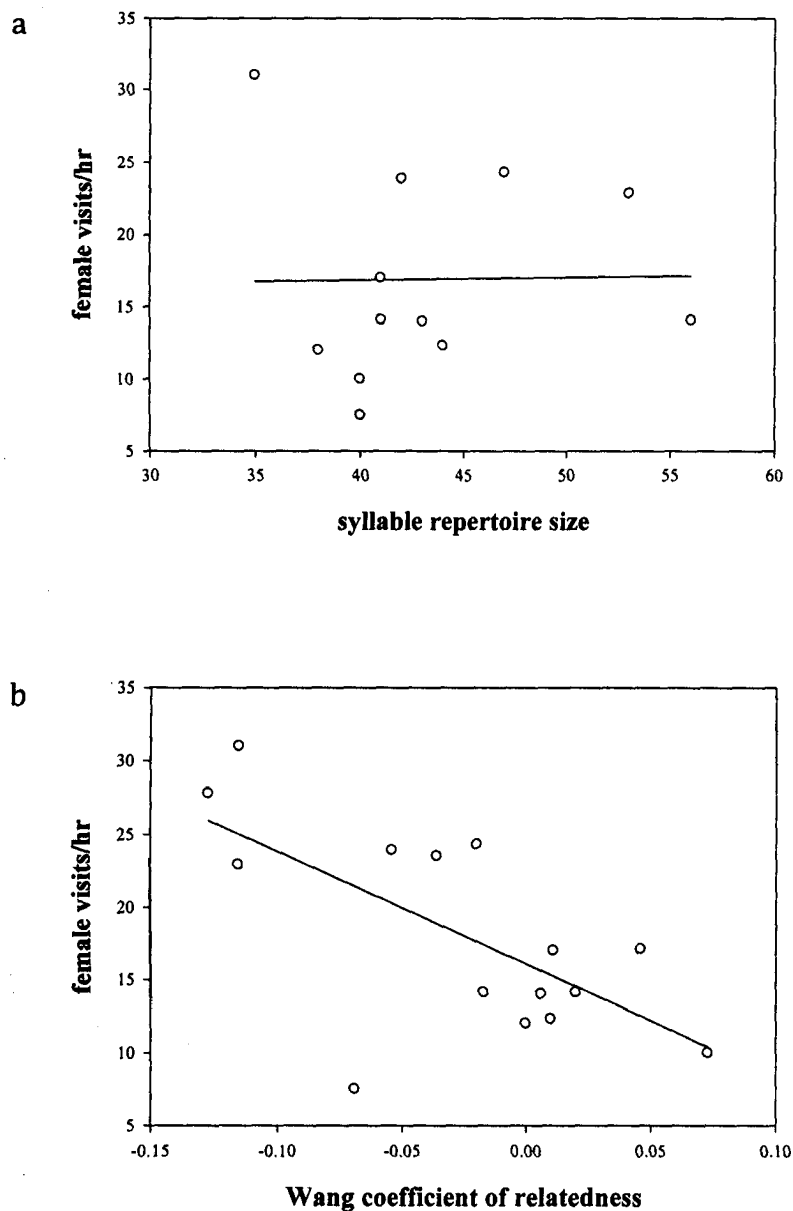 a
35
30
25
20
15
10
5
female visits/hr
30 35 40 45 50 55 60
syllable repertoire size
b
35
30
25
20
15
10
5
female visits/hr
-0.15 -0.10 -0.05 0.00 0.05 0.10
Wang coefficient of relatedness